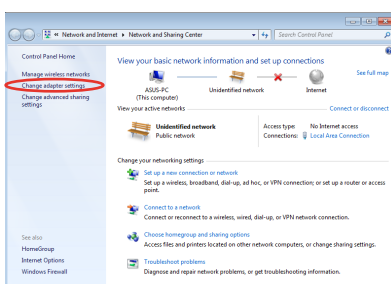 « Network and Internet ▸ Network and Sharing Center
Search Control Panel
Control Panel Home
Manage wireless networks
Change adapter settings
Change advanced sharing
settings
See also
HomeGroup
Internet Options
Windows Firewall
View your basic network information and set up connections
See full map
ASUS-PC
(This computer)
Unidentified network
Internet
View your active networks
Connect or disconnect
Unidentified network
Public network
Access type: No Internet access
Connections: Local Area Connection
Change your networking settings
Set up a new connection or network
Set up a wireless, broadband, dial-up, ad hoc, or VPN connection; or set up a router or access
point.
Connect to a network
Connect or reconnect to a wireless, wired, dial-up, or VPN network connection.
Choose homegroup and sharing options
Access files and printers located on other network computers, or change sharing settings.
Troubleshoot problems
Diagnose and repair network problems, or get troubleshooting information.